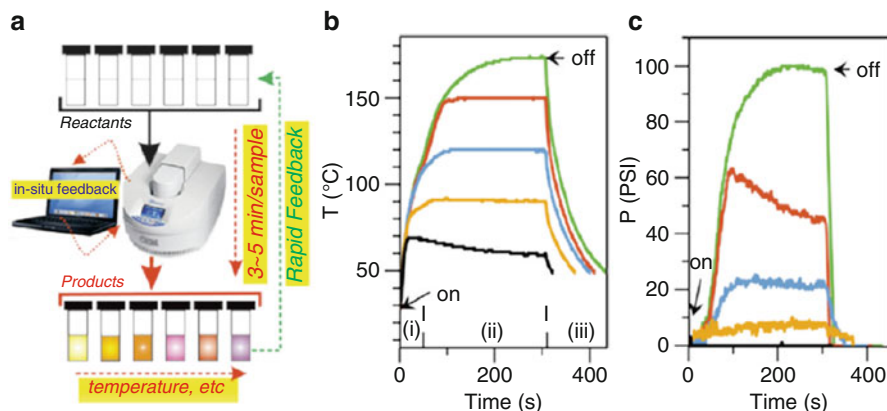 a
Reactants
in-situ feedback
3~5 min/sample
Rapid Feedback
Products
temperature, etc
b
T (°C)
150
100
50
off
on
(i)
(ii)
(iii)
0
200
400
Time (s)
c
P (PSI)
100
80
60
40
20
0
off
on
0
200
400
Time (s)